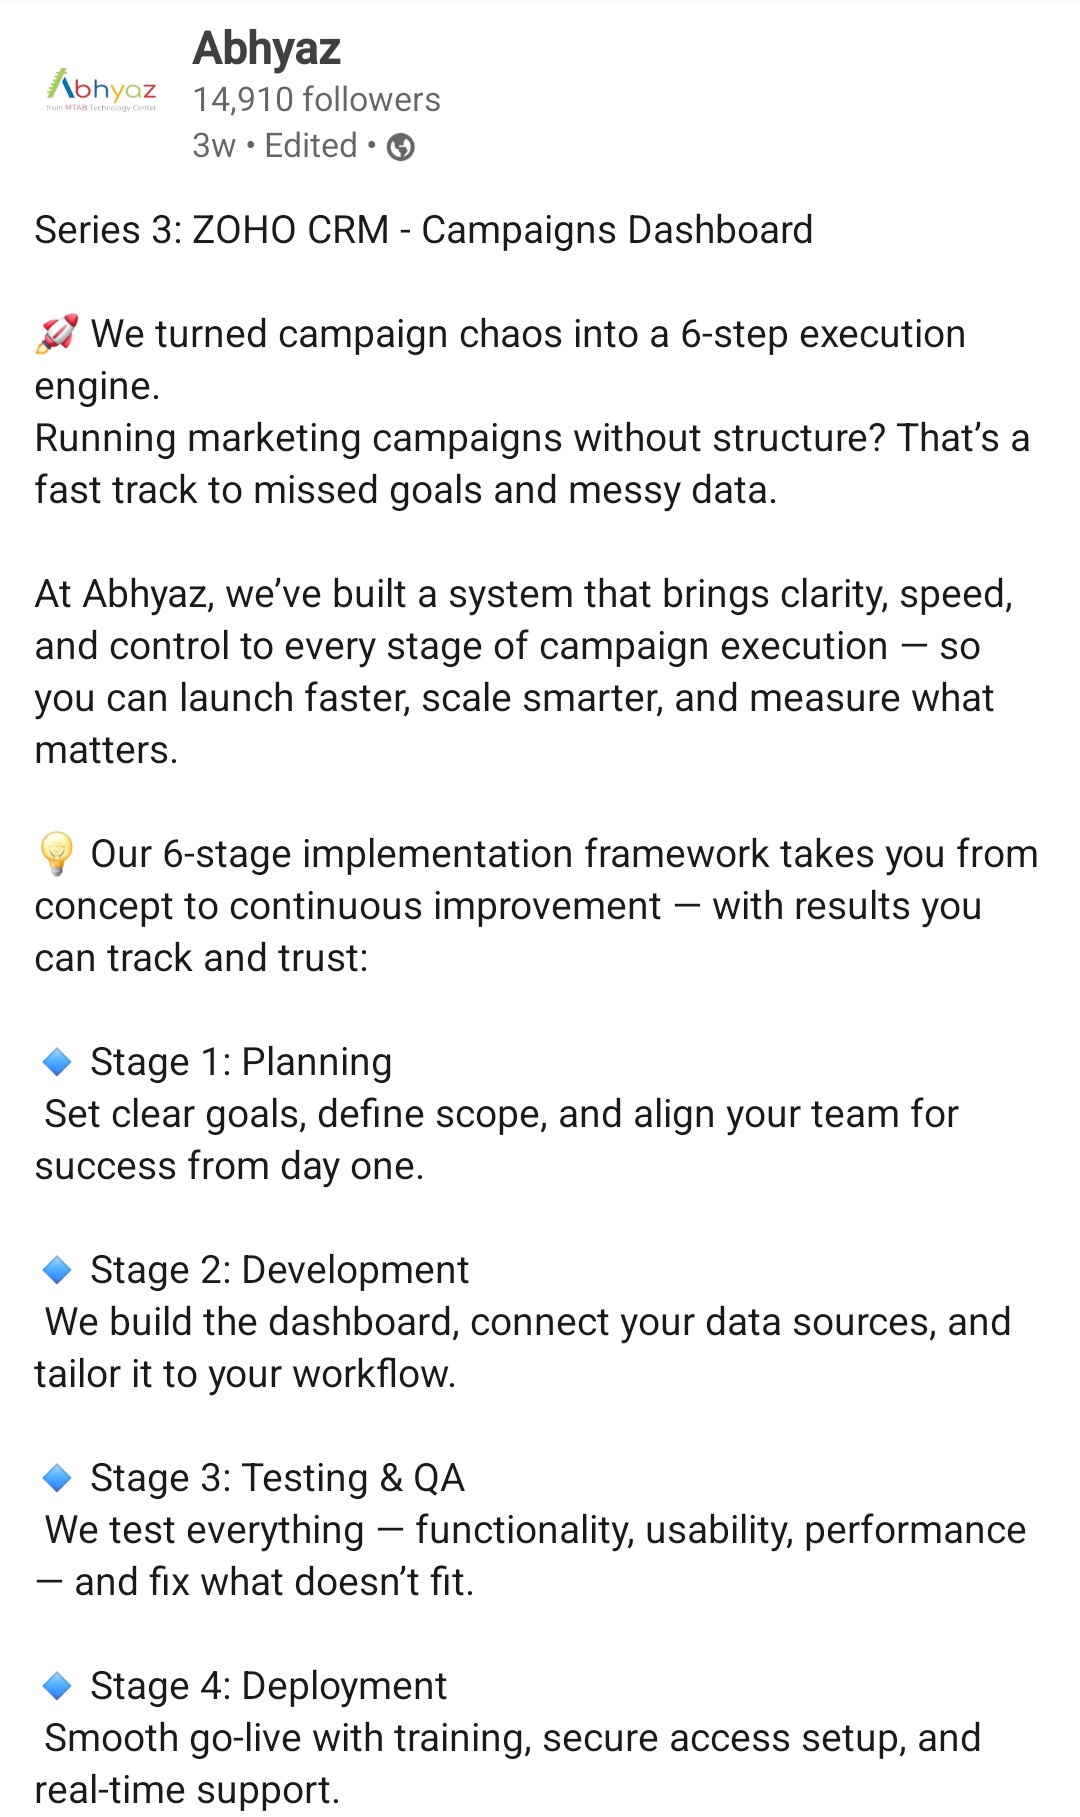 Abhyaz
from MTAB Technology Center
Abhyaz
14,910 followers
3w • Edited •
Series 3: ZOHO CRM - Campaigns Dashboard
🚀 We turned campaign chaos into a 6-step execution
engine.
Running marketing campaigns without structure? That’s a
fast track to missed goals and messy data.
At Abhyaz, we’ve built a system that brings clarity, speed,
and control to every stage of campaign execution — so
you can launch faster, scale smarter, and measure what
matters.
💡 Our 6-stage implementation framework takes you from
concept to continuous improvement — with results you
can track and trust:
🔹 Stage 1: Planning
Set clear goals, define scope, and align your team for
success from day one.
🔹 Stage 2: Development
We build the dashboard, connect your data sources, and
tailor it to your workflow.
🔹 Stage 3: Testing & QA
We test everything — functionality, usability, performance
— and fix what doesn’t fit.
🔹 Stage 4: Deployment
Smooth go-live with training, secure access setup, and
real-time support.